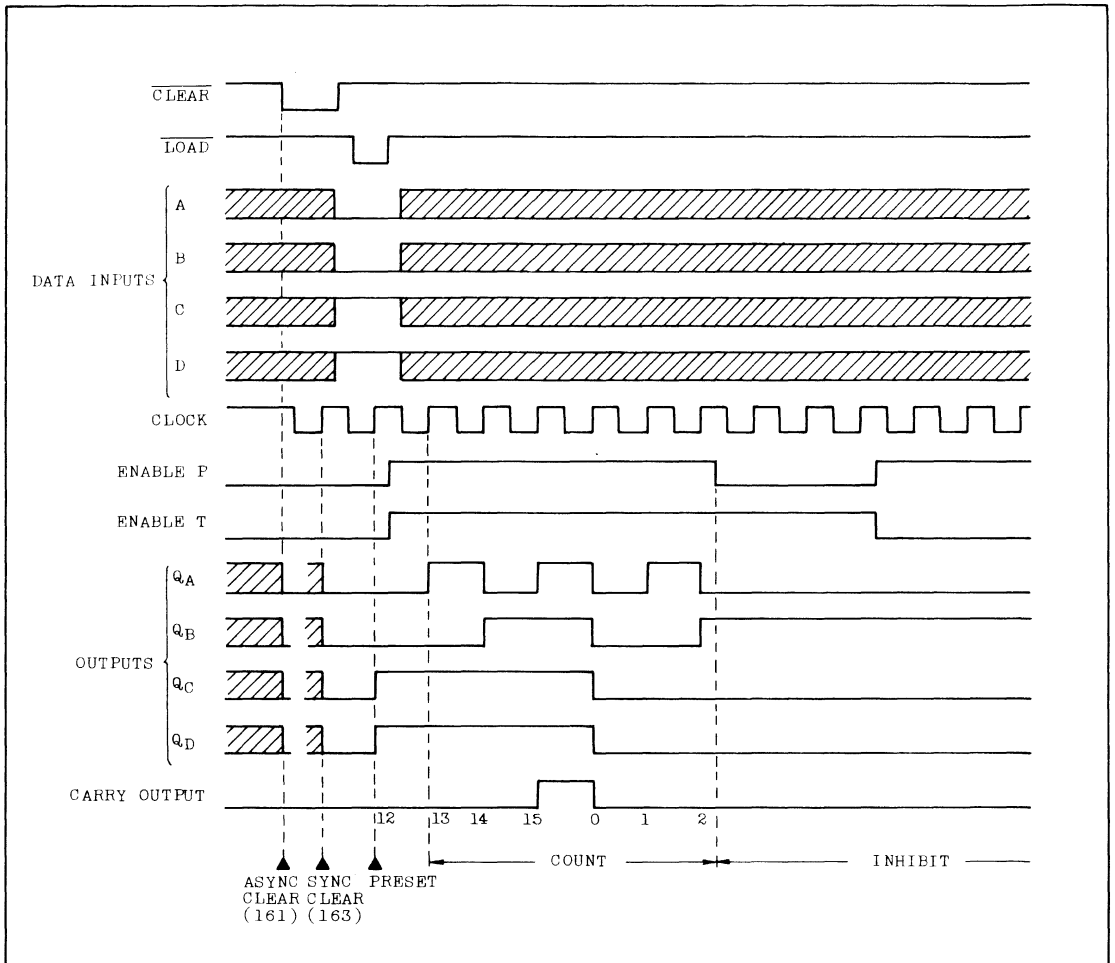 CLEAR
LOAD
A
B
DATA INPUTS
C
D
CLOCK
ENABLE P
ENABLE T
QA
QB
OUTPUTS
QC
QD
CARRY OUTPUT
12 13 14 15 0 1 2
COUNT INHIBIT
ASYNC SYNC PRESET
CLEAR CLEAR
(161) (163)